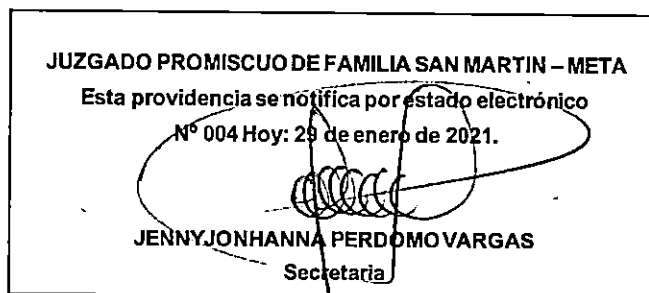 JUZGADO PROMISCUO DE FAMILIA SAN MARTIN – META
Esta providencia se notifica por estado electrónico
Nº 004 Hoy: 29 de enero de 2021.
JENNYJONHANNA PERDOMO VARGAS
Secretaria